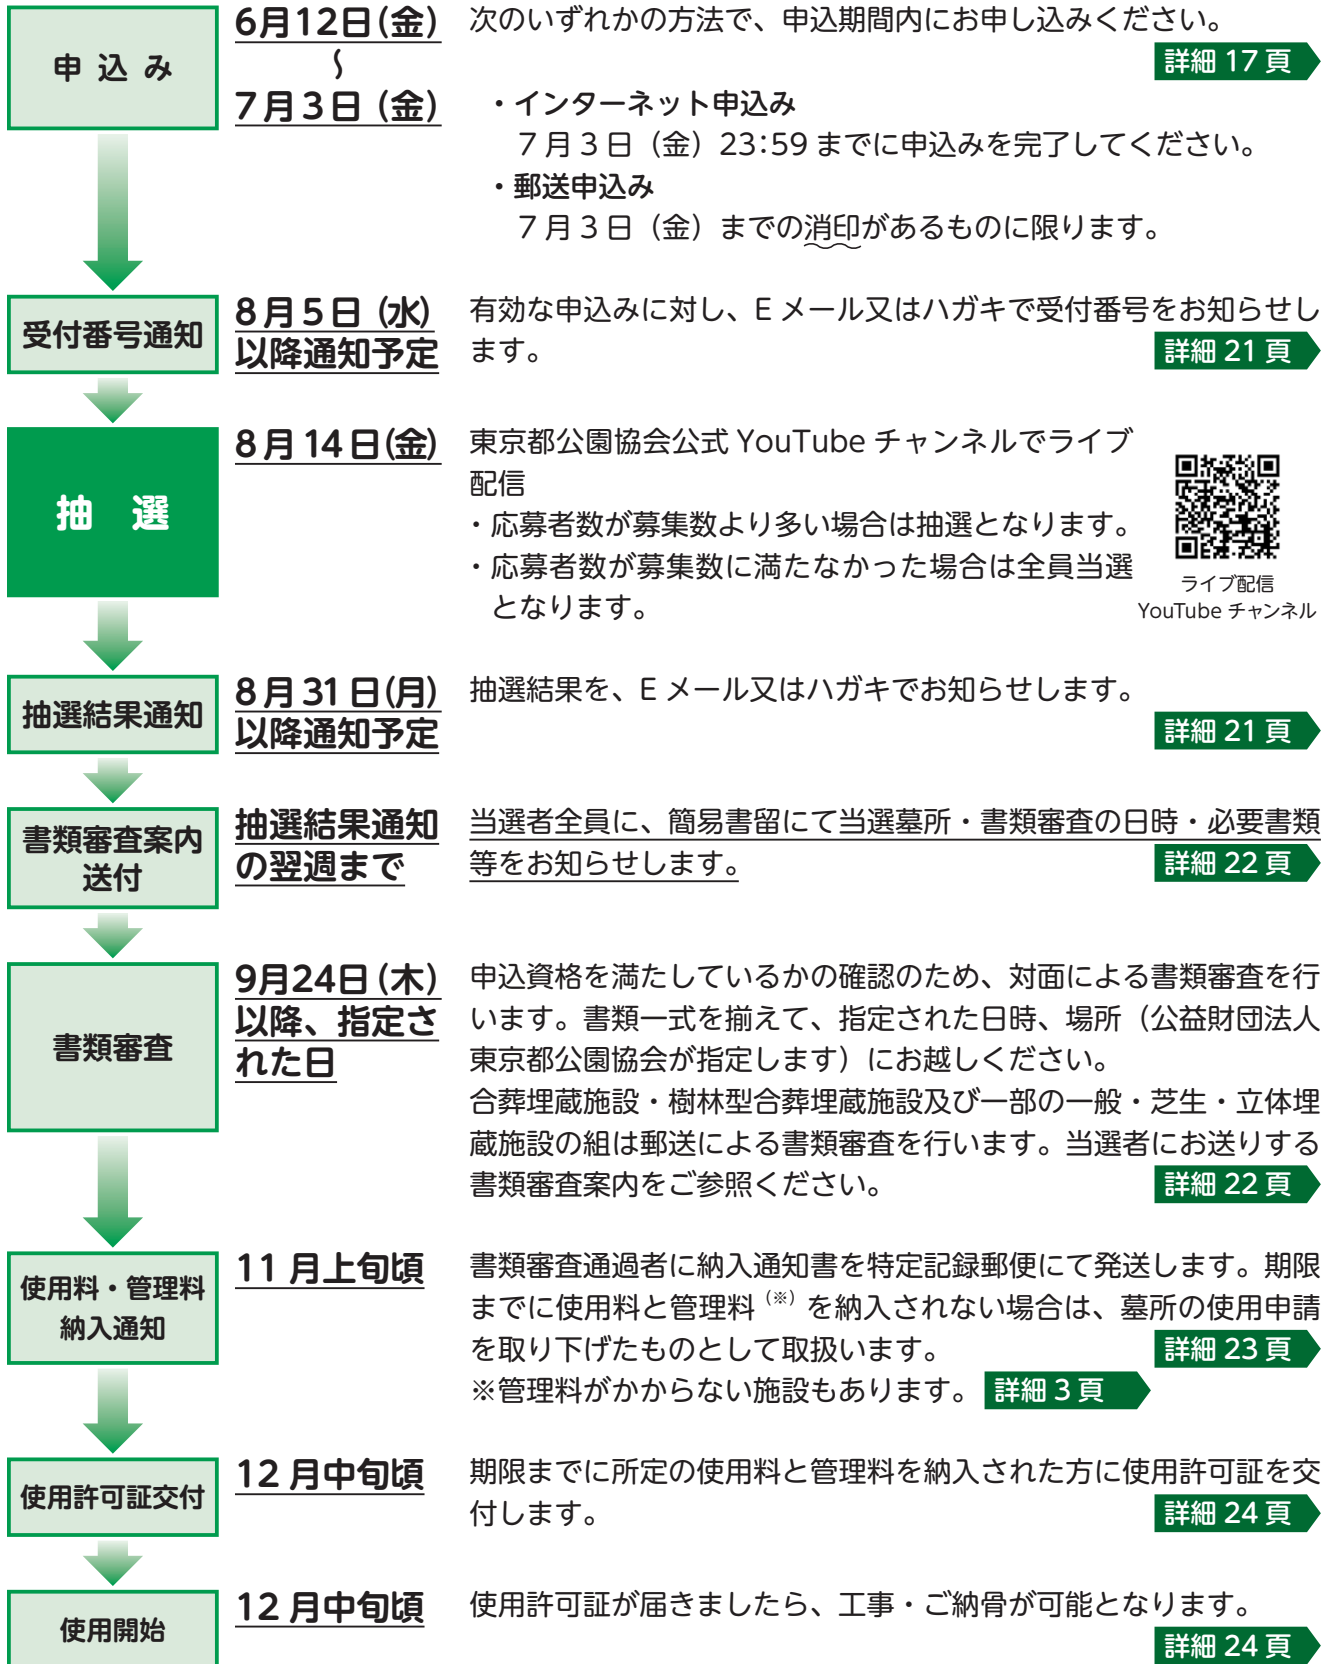 申込み
6月12日(金)
〜
7月3日(金)
次のいずれかの方法で、申込期間内にお申し込みください。
詳細 17 頁
・インターネット申込み
7月3日（金）23:59 までに申込みを完了してください。
・郵送申込み
7月3日（金）までの消印があるものに限ります。
受付番号通知
8月5日(水)
以降通知予定
有効な申込みに対し、E メール又はハガキで受付番号をお知らせし
ます。
詳細 21 頁
抽選
8月14日(金)
東京都公園協会公式 YouTube チャンネルでライブ
配信
・応募者数が募集数より多い場合は抽選となります。
・応募者数が募集数に満たなかった場合は全員当選
となります。
ライブ配信
YouTube チャンネル
抽選結果通知
8月31日(月)
以降通知予定
抽選結果を、E メール又はハガキでお知らせします。
詳細 21 頁
書類審査案内
送付
抽選結果通知
の翌週まで
当選者全員に、簡易書留にて当選墓所・書類審査の日時・必要書類
等をお知らせします。
詳細 22 頁
書類審査
9月24日(木)
以降、指定さ
れた日
申込資格を満たしているかの確認のため、対面による書類審査を行
います。書類一式を揃えて、指定された日時、場所（公益財団法人
東京都公園協会が指定します）にお越しください。
合葬埋蔵施設・樹林型合葬埋蔵施設及び一部の一般・芝生・立体埋
蔵施設の組は郵送による書類審査を行います。当選者にお送りする
書類審査案内をご参照ください。
詳細 22 頁
使用料・管理料
納入通知
11 月上旬頃
書類審査通過者に納入通知書を特定記録郵便にて発送します。期限
までに使用料と管理料（※）を納入されない場合は、墓所の使用申請
を取り下げたものとして取扱います。
詳細 23 頁
※管理料がかからない施設もあります。
詳細 3 頁
使用許可証交付
12 月中旬頃
期限までに所定の使用料と管理料を納入された方に使用許可証を交
付します。
詳細 24 頁
使用開始
12 月中旬頃
使用許可証が届きましたら、工事・ご納骨が可能となります。
詳細 24 頁